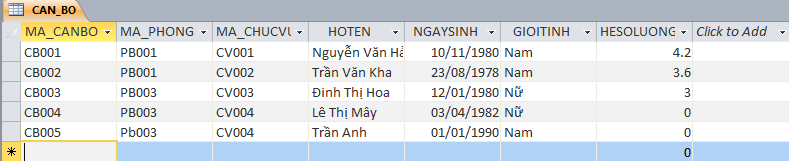 CAN_BO
MA_CANBO MA_PHONG MA_CHUCVU HOTEN NGAYSINH GIOITINH HESOLUONG Click to Add
CB001 PB001 CV001 Nguyễn Văn Hả 10/11/1980 Nam 4.2
CB002 PB001 CV002 Trần Văn Kha 23/08/1978 Nam 3.6
CB003 PB003 CV003 Đinh Thị Hoa 12/01/1980 Nữ 3
CB004 PB003 CV004 Lê Thị Mây 03/04/1982 Nữ 0
CB005 Pb003 CV004 Trần Anh 01/01/1990 Nam 0
0